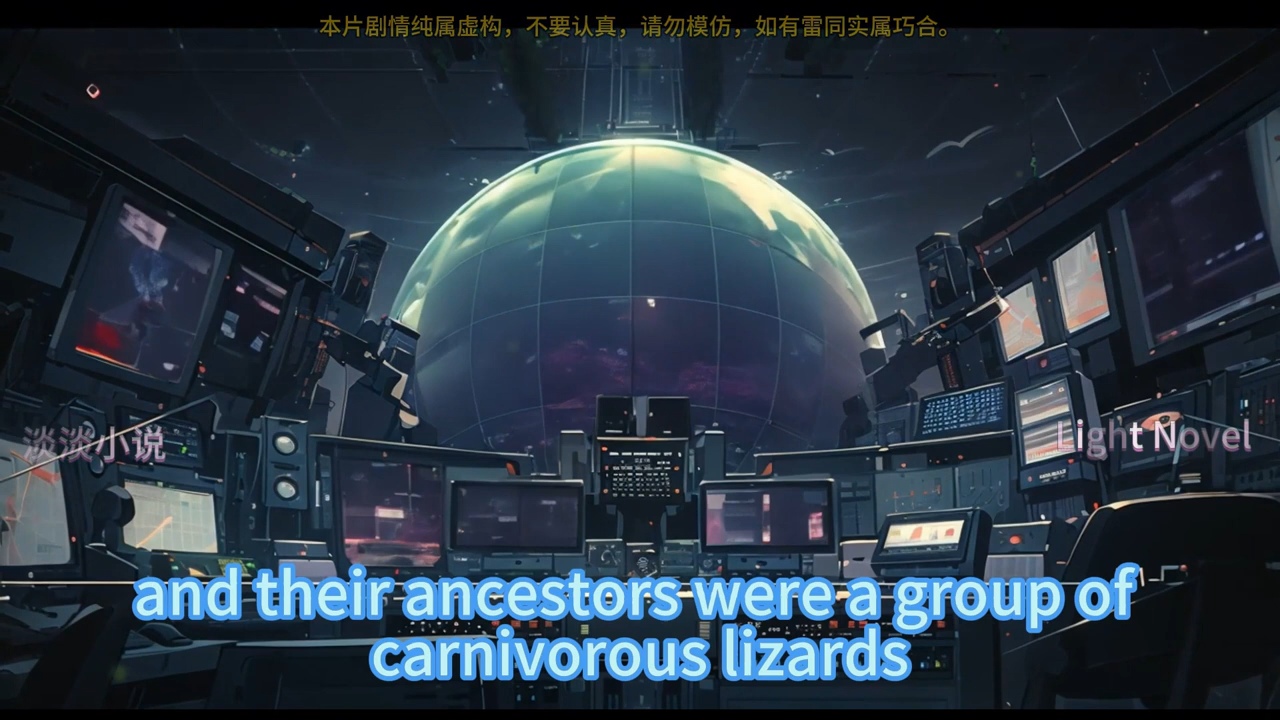 本片剧情纯属虚构，不要认真，请勿模仿，如有雷同实属巧合。
淡淡小说
Light Novel
and their ancestors were a group of
carnivorous lizards